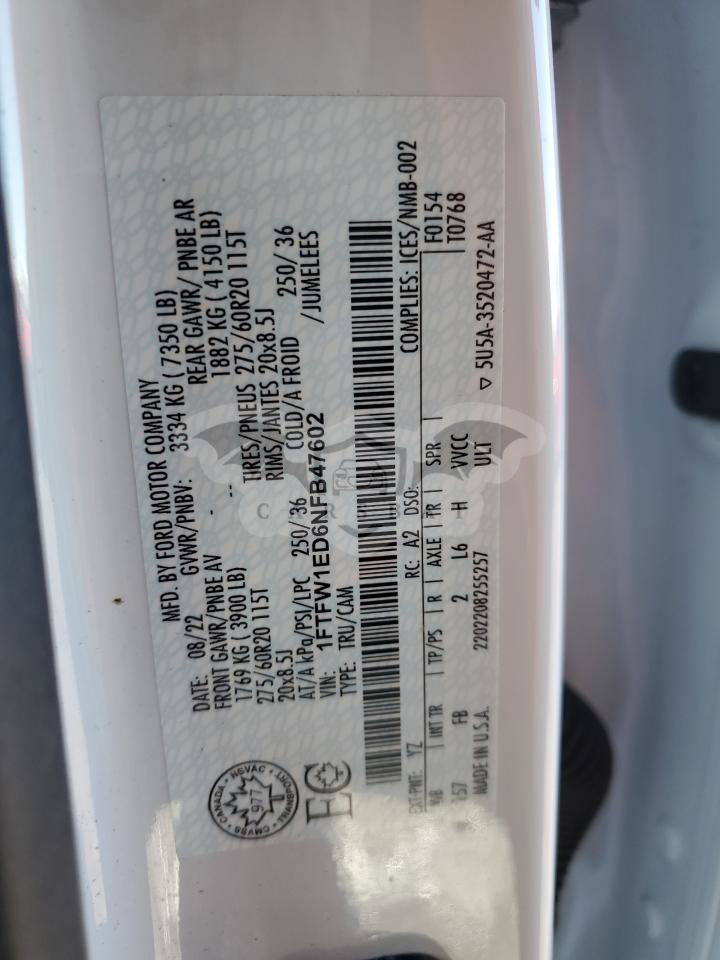 MFD. BY FORD MOTOR COMPANY
DATE: 08/22 GVWR/PNBV: 3334 KG ( 7350 LB)
FRONT GAWR/PNBE AV - REAR GAWR/ PNBE AR
1769 KG ( 3900 LB) -- 1882 KG ( 4150 LB)
275/60R20 115T TIRES/PNEUS 275/60R20 115T
20x8.5J RIMS/JANTES 20x8.5J
AT/A kPa/PSI/LPC 250/ 36 COLD/A FROID 250/ 36
VIN: 1FTFW1ED6NFB47602 /JUMELEES
TYPE: TRU/CAM
CANADA • NSVAC • TRANSPORT • CMVSS
977
EC
COMPLIES: ICES/NMB-002
EXT-PNT: YZ RC: A2 DSO: F0154
WB INT TR TP/PS R AXLE TR SPR T0768
157 FB 2 L6 H VVCC
MADE IN U.S.A. 2202208255257 ULT ▽ 5U5A-3520472-AA